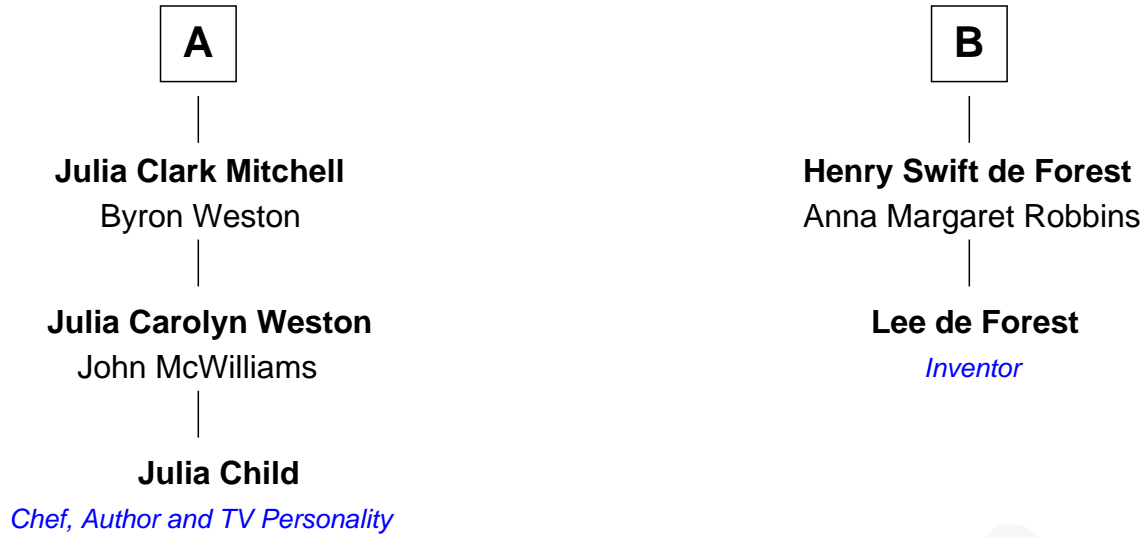 A
Julia Clark Mitchell
Byron Weston
Julia Carolyn Weston
John McWilliams
Julia Child
Chef, Author and TV Personality
B
Henry Swift de Forest
Anna Margaret Robbins
Lee de Forest
Inventor